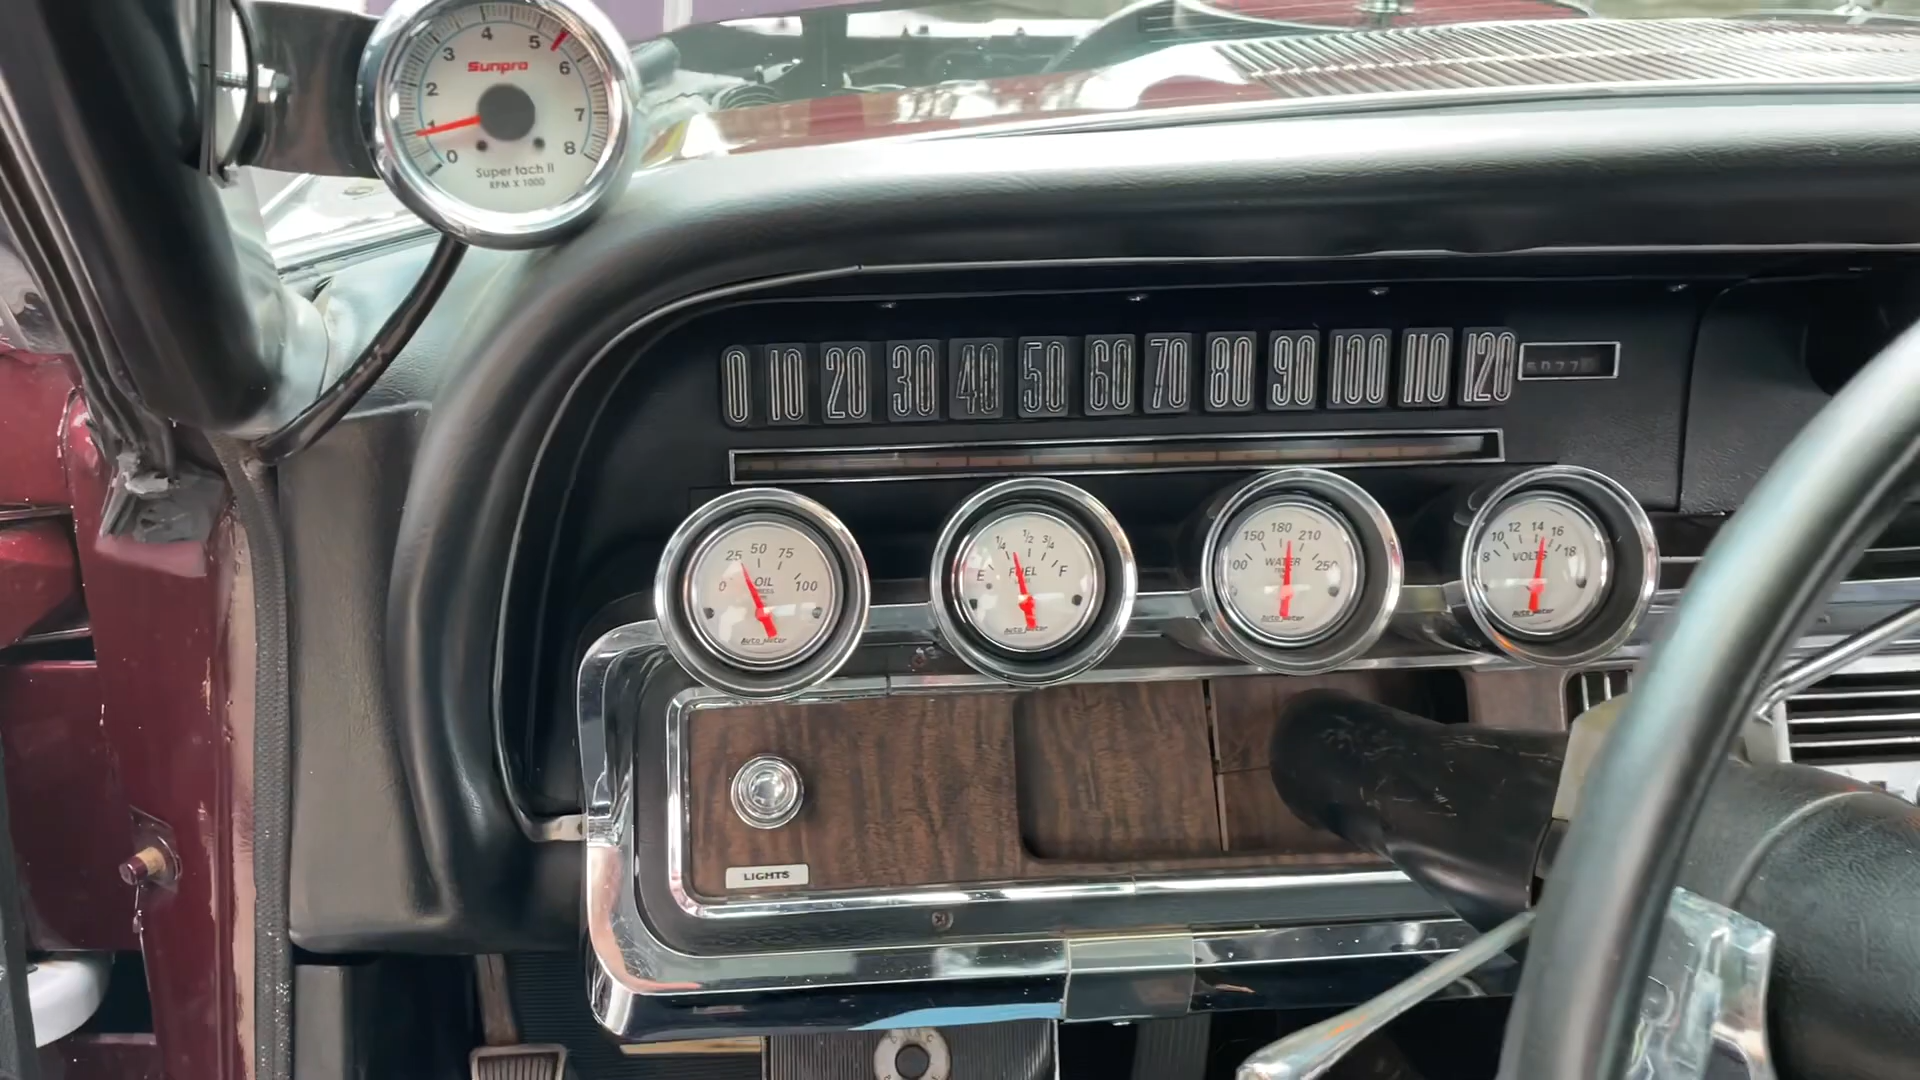 4
3 5
Sunpro 6
2
1 7
0 8
Super tach II
RPM X 1000
0 10 20 30 40 50 60 70 80 90 100 110 120
25 50 75
0 OIL 100
Auto Meter
1/4 1/2 3/4
E FUEL F
Auto Meter
150 180 210
WATER 250
Auto Meter
10 12 14 16
8 VOLTS 18
Auto Meter
LIGHTS